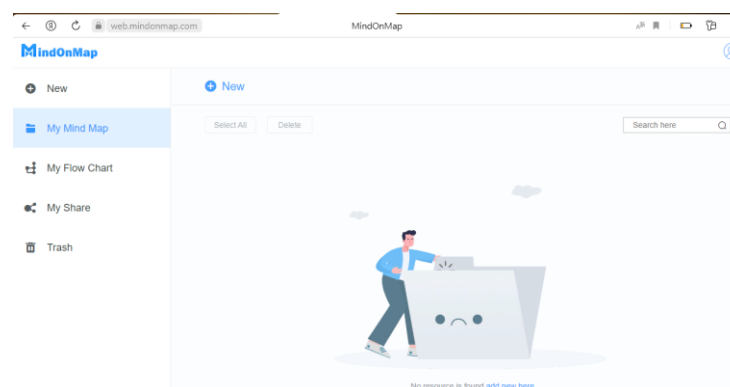 web.mindonmap.com
MindOnMap
MindOnMap
New
New
My Mind Map
Select All
Delete
Search here
My Flow Chart
My Share
Trash
No resource is found add new here